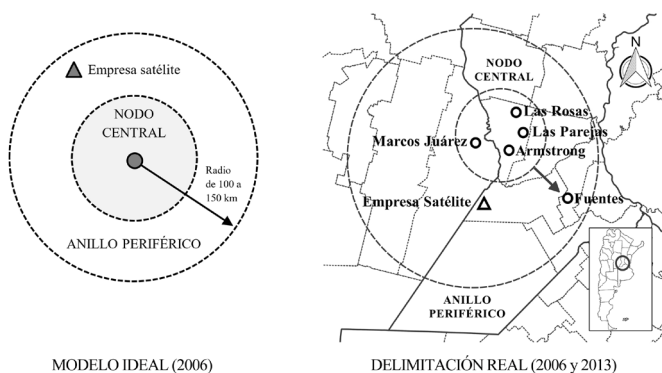 Empresa satélite
NODO
CENTRAL
Radio
de 100 a
150 km
ANILLO PERIFÉRICO
MODELO IDEAL (2006)
N
NODO
CENTRAL
Las Rosas
Las Parejas
Marcos Juárez
Armstrong
Empresa Satélite
Fuentes
ANILLO
PERIFÉRICO
DELIMITACIÓN REAL (2006 y 2013)